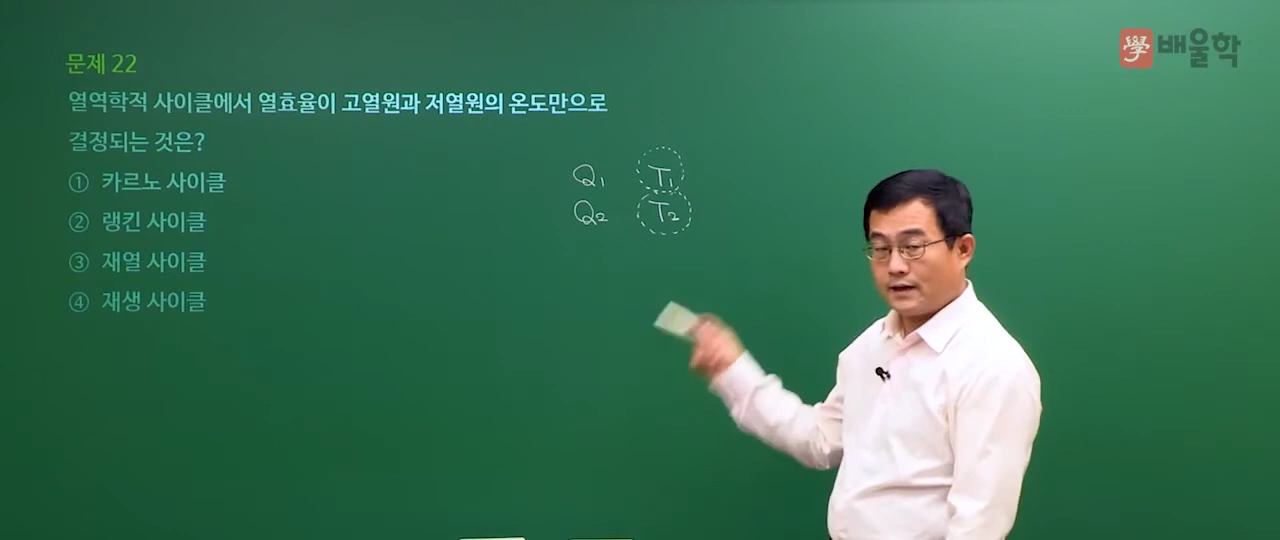 學 배울학
문제 22
열역학적 사이클에서 열효율이 고열원과 저열원의 온도만으로
결정되는 것은?
① 카르노 사이클
② 랭킨 사이클
③ 재열 사이클
④ 재생 사이클
Q₁ T₁
Q₂ T₂